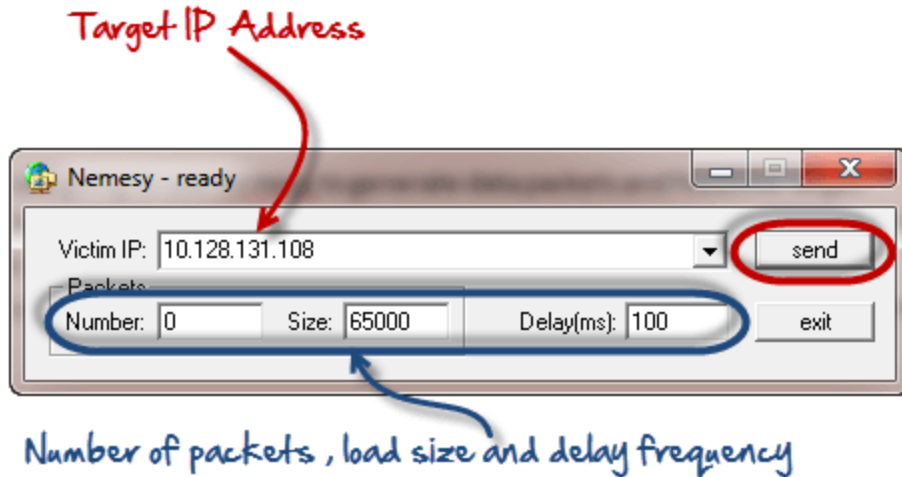 Target IP Address
Nemesy - ready
Victim IP: 10.128.131.108 send
Packets
Number: 0 Size: 65000 Delay(ms): 100 exit
Number of packets , load size and delay frequency